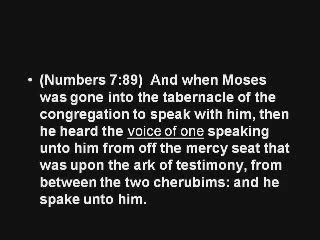 • (Numbers 7:89)  And when Moses
was gone into the tabernacle of the
congregation to speak with him, then
he heard the voice of one speaking
unto him from off the mercy seat that
was upon the ark of testimony, from
between the two cherubims: and he
spake unto him.